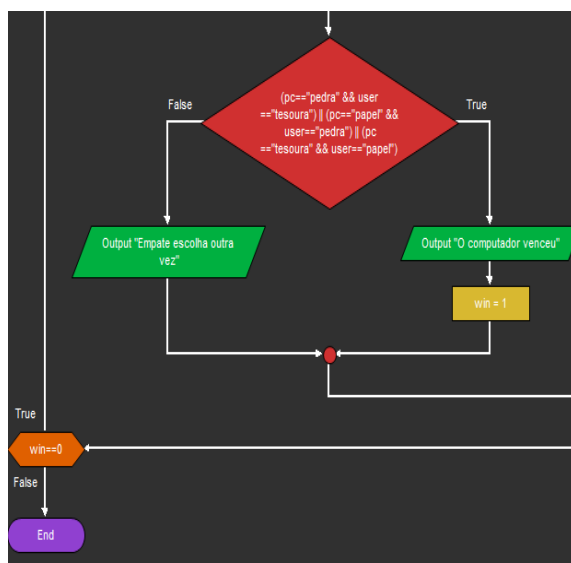 (pc=="pedra" && user
=="tesoura") || (pc=="papel" &&
user=="pedra") || (pc
=="tesoura" && user=="papel")
False
True
Output "Empate escolha outra
vez"
Output "O computador venceu"
win = 1
True
win==0
False
End